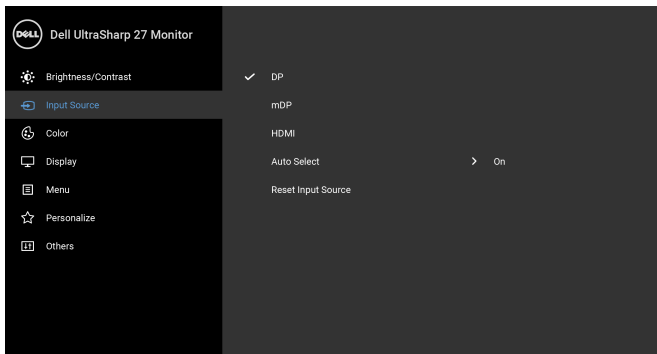 DELL
Dell UltraSharp 27 Monitor
Brightness/Contrast
Input Source
Color
Display
Menu
Personalize
Others
DP
mDP
HDMI
Auto Select On
Reset Input Source